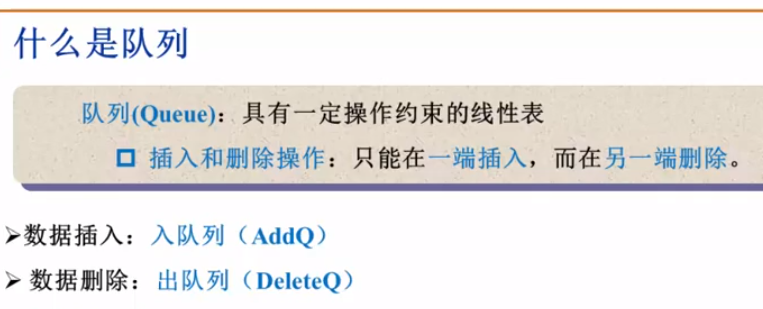 什么是队列
队列(Queue)：具有一定操作约束的线性表
插入和删除操作：只能在一端插入，而在另一端删除。
➢数据插入：入队列（AddQ）
➢ 数据删除：出队列（DeleteQ）